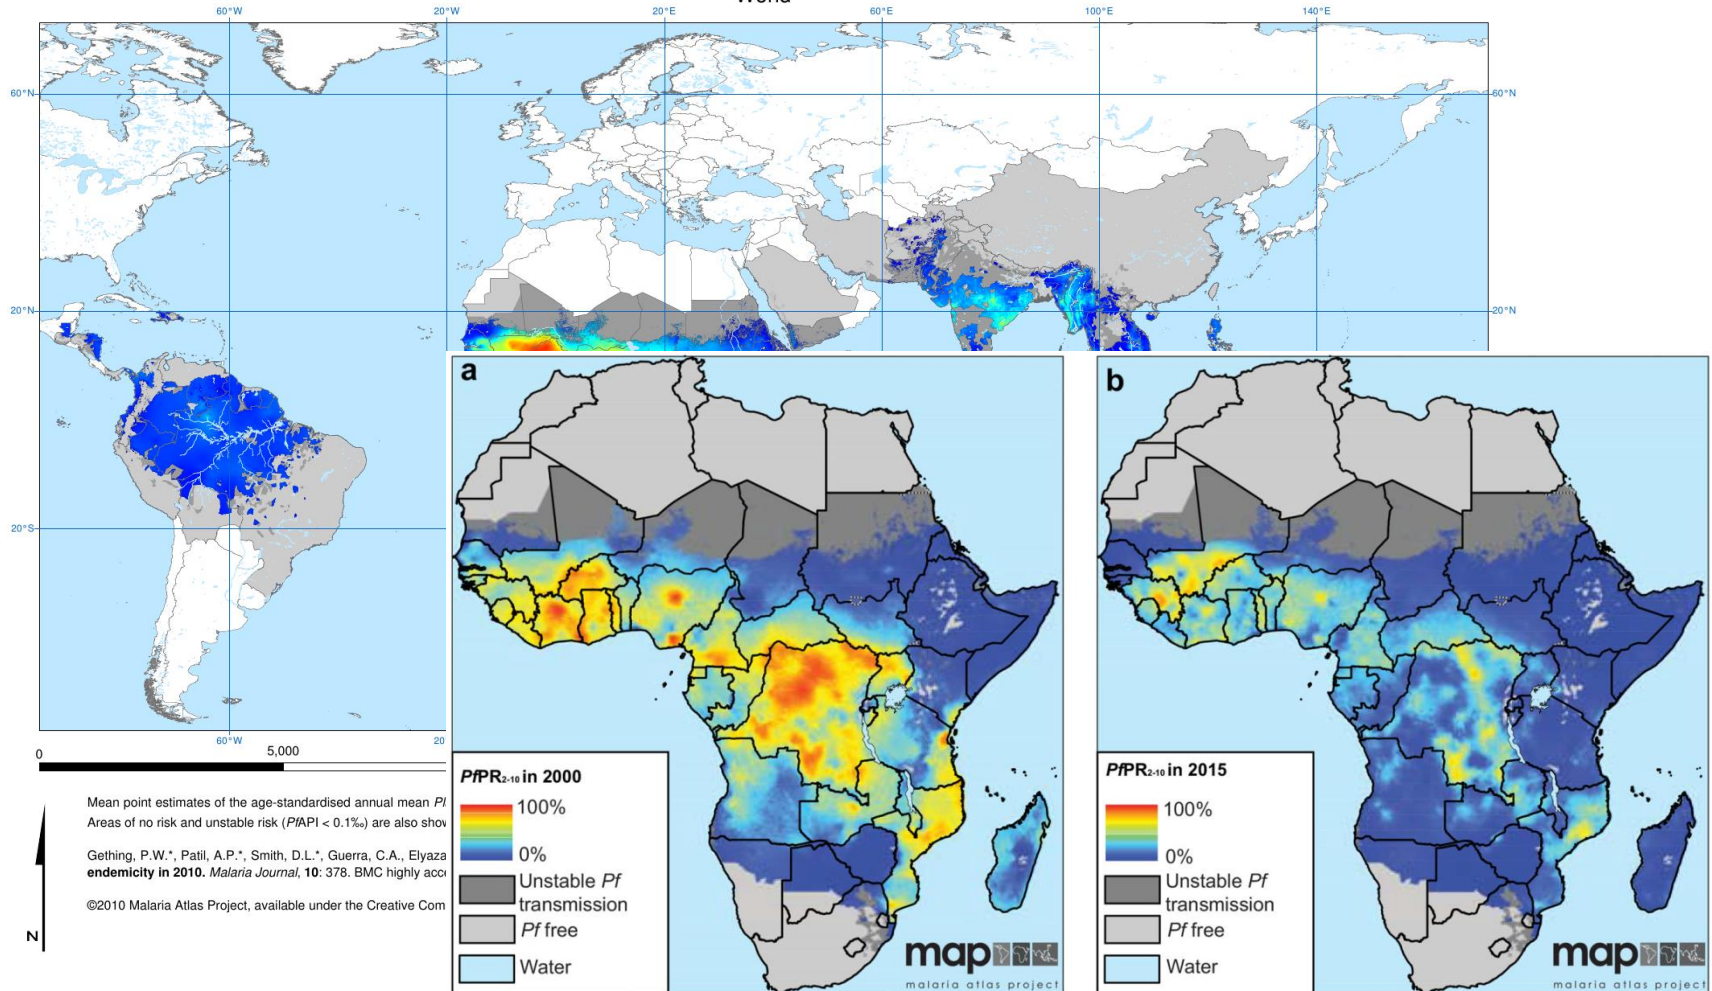 World
60°W 20°W 20°E 60°E 100°E 140°E
60°N 60°N
20°N 20°N
20°S
60°W 20
0 5,000
Mean point estimates of the age-standardised annual mean
Areas of no risk and unstable risk (PfAPI < 0.1‰) are also
Gething, P.W.*, Patil, A.P.*, Smith, D.L.*, Guerra, C.A.,
endemicity in 2010. Malaria Journal, 10: 378. BMC highly
©2010 Malaria Atlas Project, available under the Creative
N
a
PfPR2-10 in 2000
100%
0%
Unstable Pf
transmission
Pf free
Water
map
malaria atlas project
b
PfPR2-10 in 2015
100%
0%
Unstable Pf
transmission
Pf free
Water
map
malaria atlas project